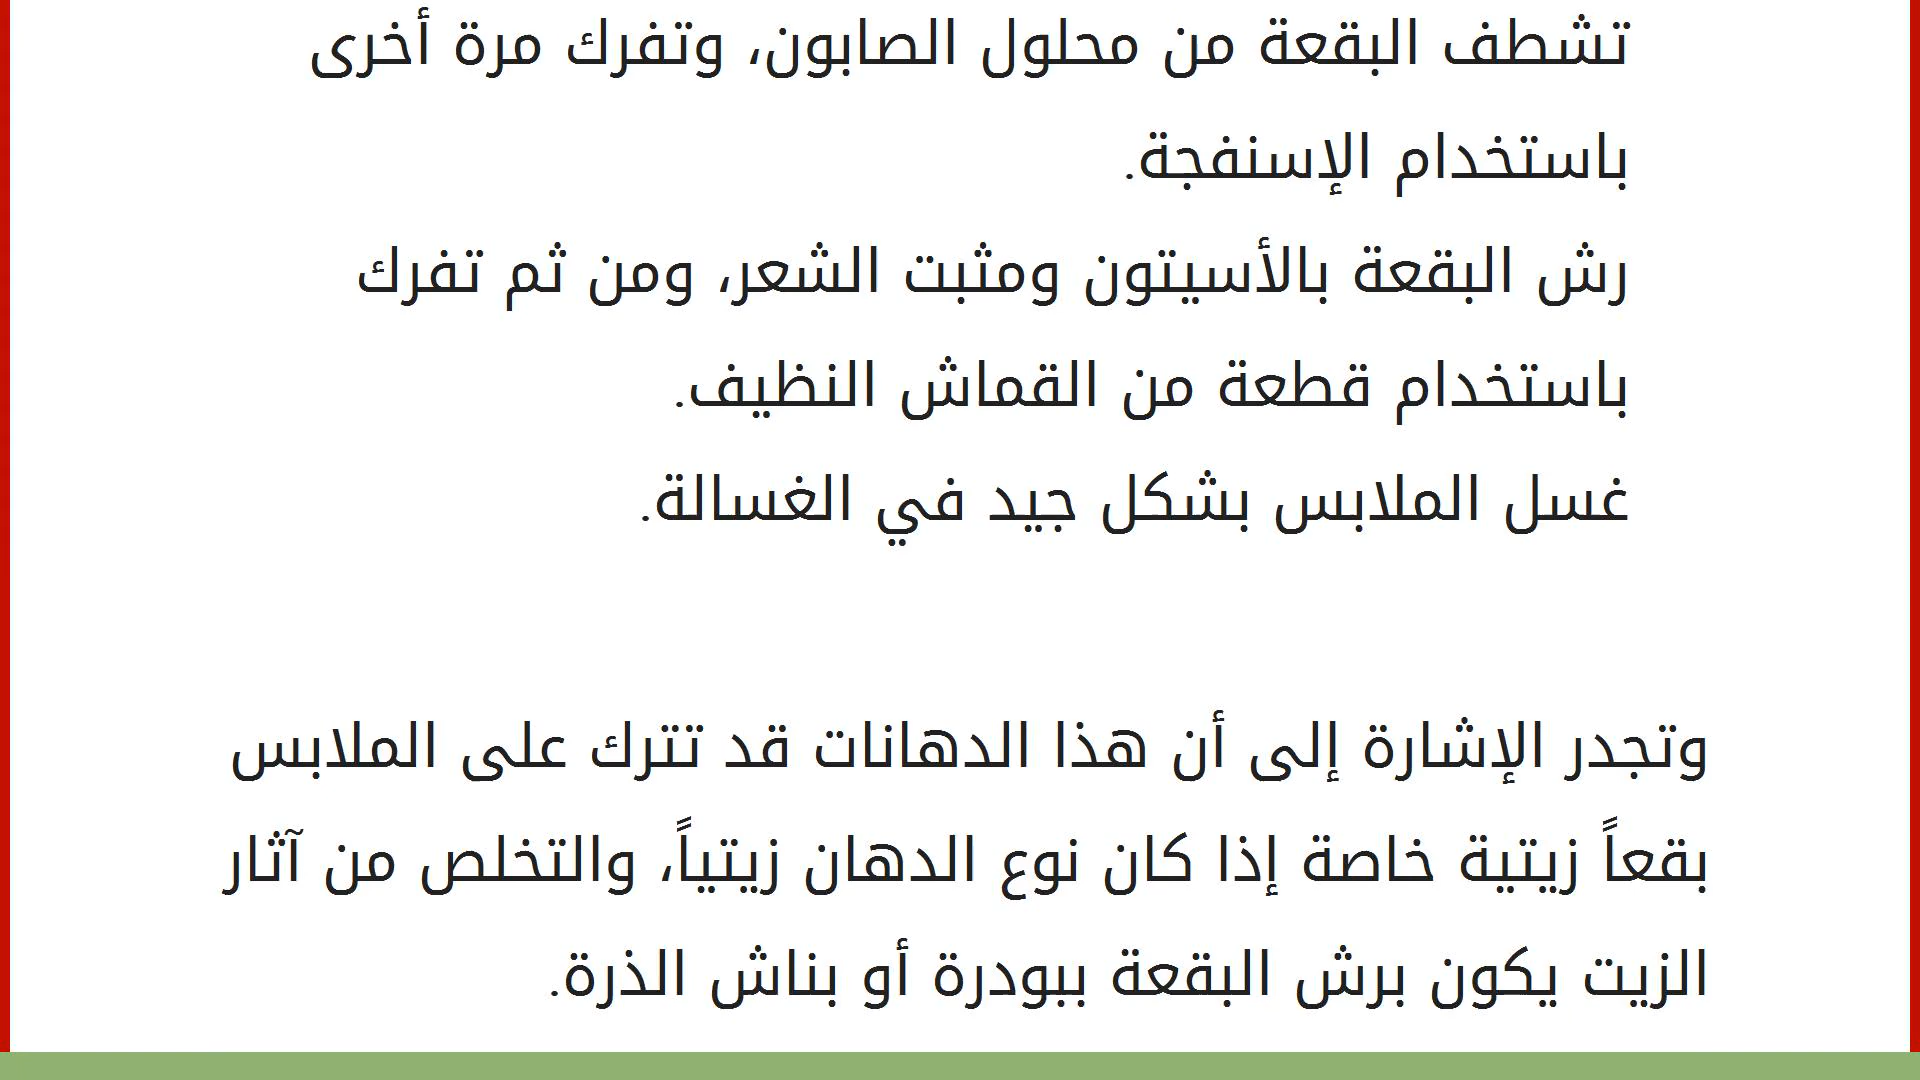 تشطف البقعة من محلول الصابون، وتفرك مرة أخرى
باستخدام الإسنفجة.
رش البقعة بالأسيتون ومثبت الشعر، ومن ثم تفرك
باستخدام قطعة من القماش النظيف.
غسل الملابس بشكل جيد في الغسالة.
وتجدر الإشارة إلى أن هذا الدهانات قد تترك على الملابس
بقعاً زيتية خاصة إذا كان نوع الدهان زيتياً، والتخلص من آثار
الزيت يكون برش البقعة ببودرة أو بناش الذرة.